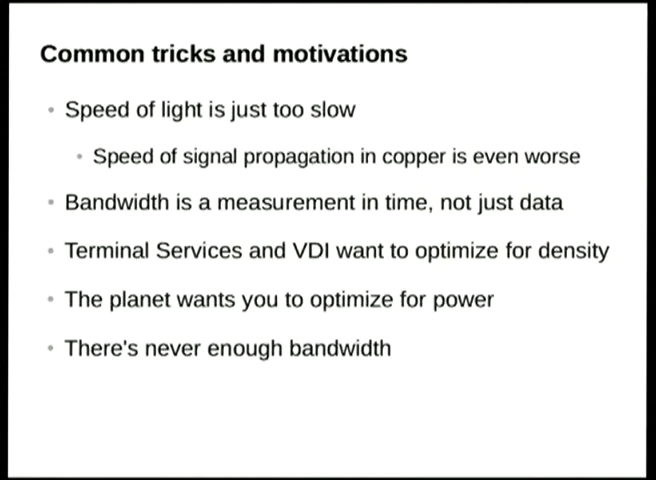 Common tricks and motivations
Speed of light is just too slow
Speed of signal propagation in copper is even worse
Bandwidth is a measurement in time, not just data
Terminal Services and VDI want to optimize for density
The planet wants you to optimize for power
There's never enough bandwidth